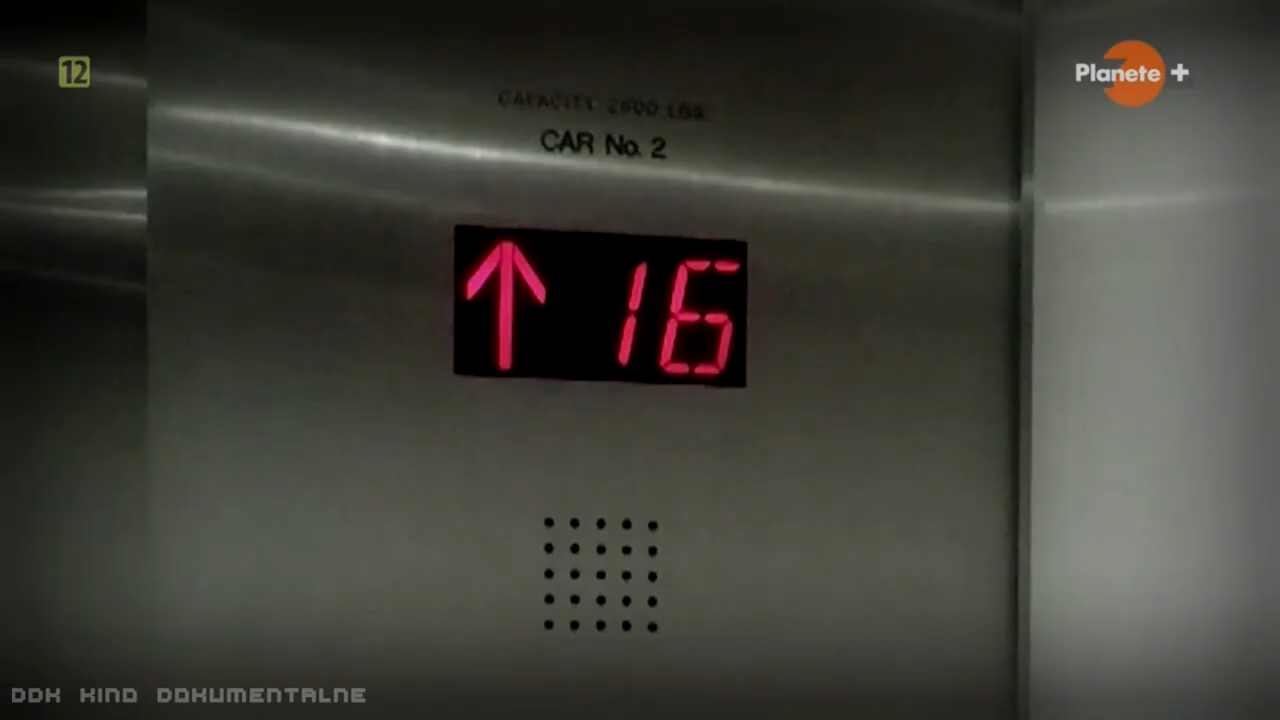 12
Planete +
CAPACITY 2500 LBS.
CAR No. 2
↑ 16
DDK KINO DOKUMENTALNE